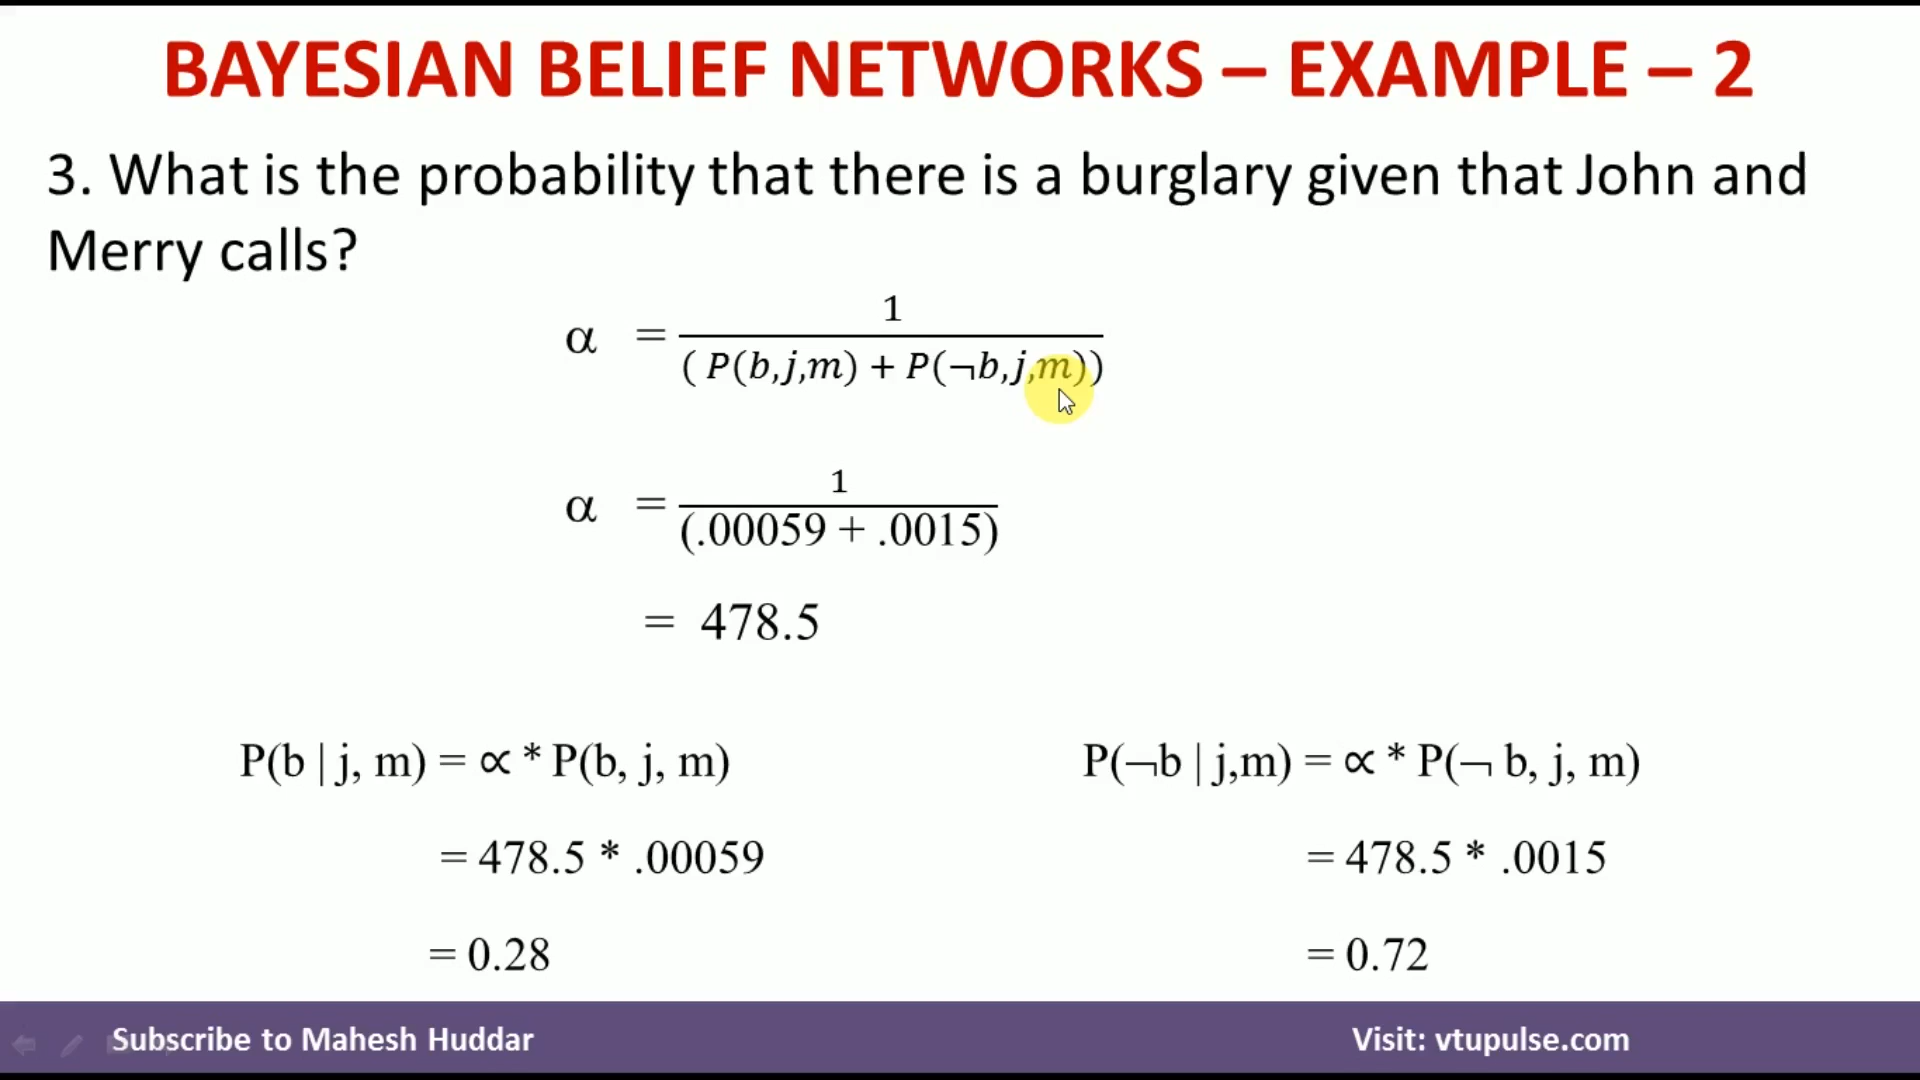 BAYESIAN BELIEF NETWORKS – EXAMPLE – 2
3. What is the probability that there is a burglary given that John and
Merry calls?
α = 1 / ( P(b,j,m) + P(¬b,j,m))
α = 1 / (.00059 + .0015)
= 478.5
P(b | j, m) = ∝ * P(b, j, m)
P(¬b | j,m) = ∝ * P(¬ b, j, m)
= 478.5 * .00059
= 478.5 * .0015
= 0.28
= 0.72
Subscribe to Mahesh Huddar
Visit: vtupulse.com